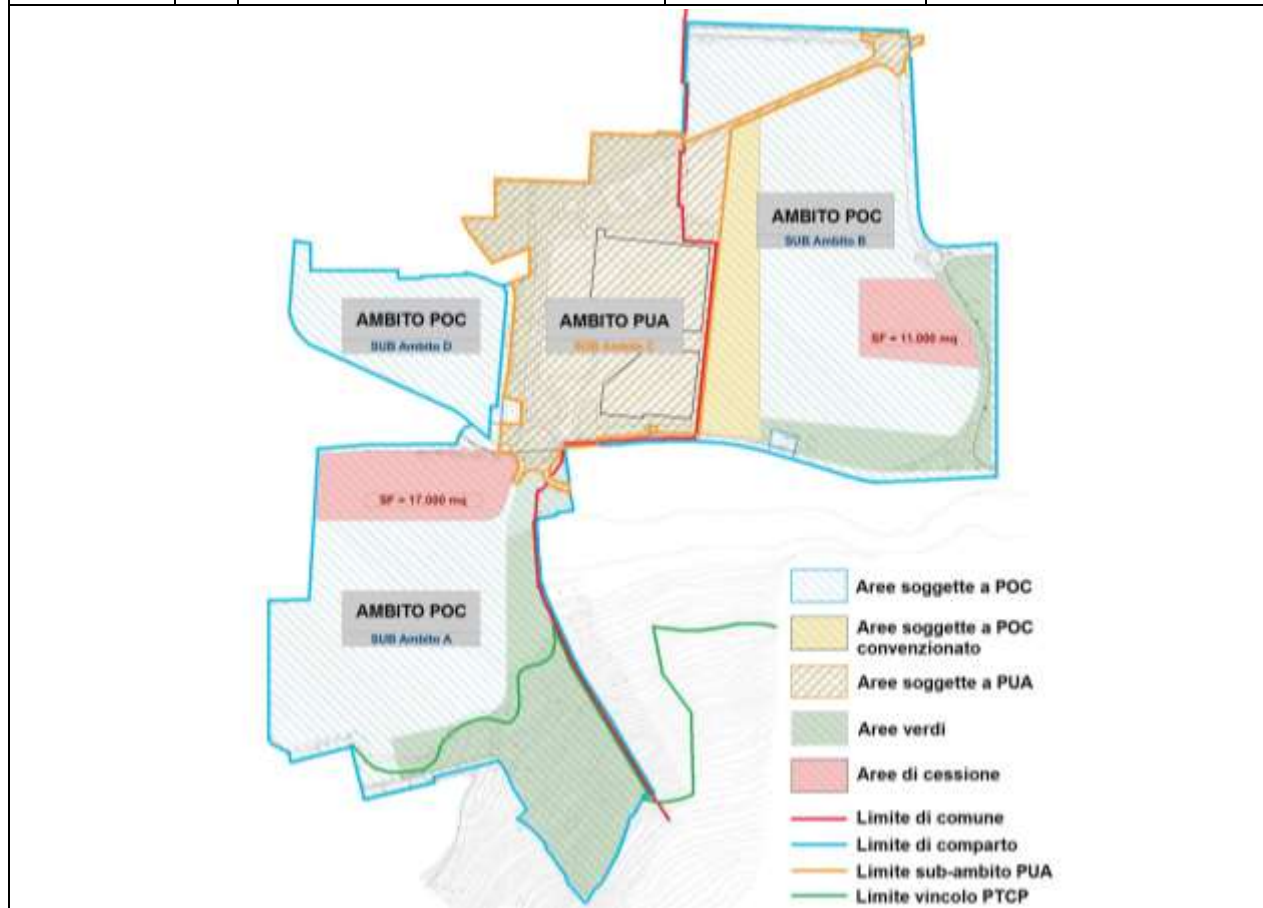 AMBITO POC
SUB Ambito B
AMBITO POC
SUB Ambito D
AMBITO PUA
SUB Ambito C
SF = 11.000 mq
SF = 17.000 mq
AMBITO POC
SUB Ambito A
Aree soggette a POC
Aree soggette a POC
convenzionato
Aree soggette a PUA
Aree verdi
Aree di cessione
Limite di comune
Limite di comparto
Limite sub-ambito PUA
Limite vincolo PTCP